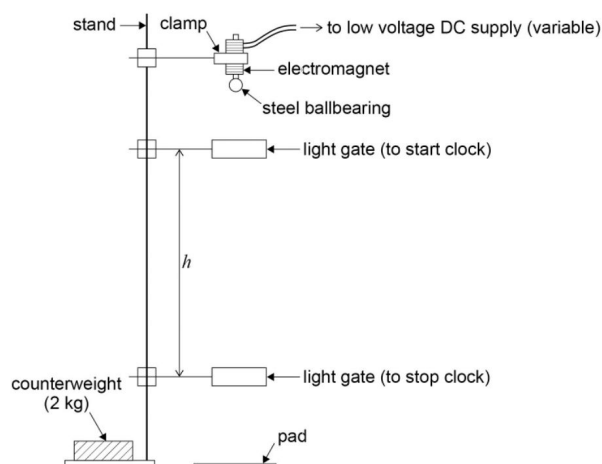 stand
clamp
to low voltage DC supply (variable)
electromagnet
steel ballbearing
light gate (to start clock)
h
light gate (to stop clock)
counterweight
(2 kg)
pad